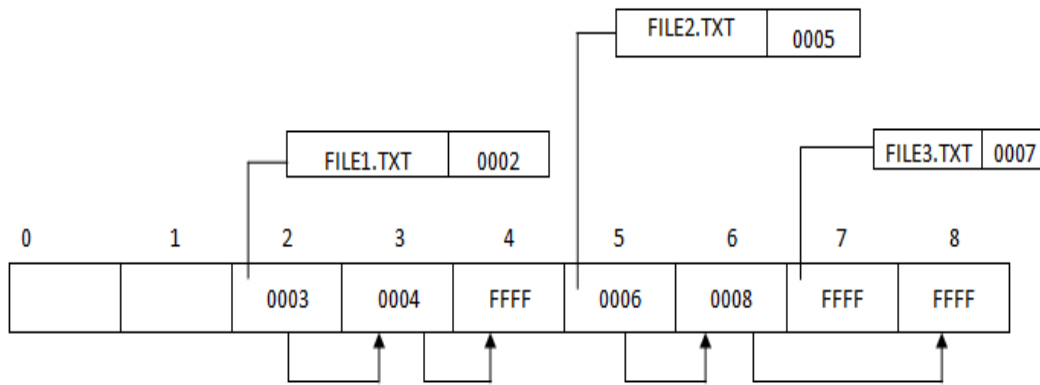 FILE2.TXT 0005
FILE1.TXT 0002
FILE3.TXT 0007
0 1 2 3 4 5 6 7 8
0003 0004 FFFF 0006 0008 FFFF FFFF